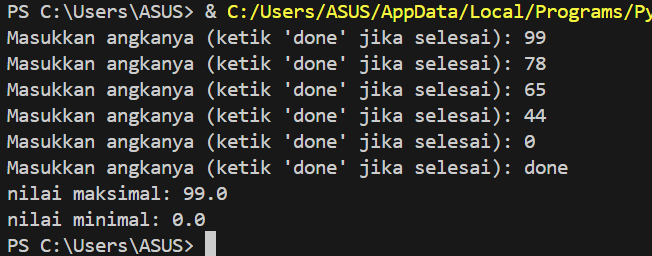 PS C:\Users\ASUS> & C:/Users/ASUS/AppData/Local/Programs/Py
Masukkan angkanya (ketik 'done' jika selesai): 99
Masukkan angkanya (ketik 'done' jika selesai): 78
Masukkan angkanya (ketik 'done' jika selesai): 65
Masukkan angkanya (ketik 'done' jika selesai): 44
Masukkan angkanya (ketik 'done' jika selesai): 0
Masukkan angkanya (ketik 'done' jika selesai): done
nilai maksimal: 99.0
nilai minimal: 0.0
PS C:\Users\ASUS>